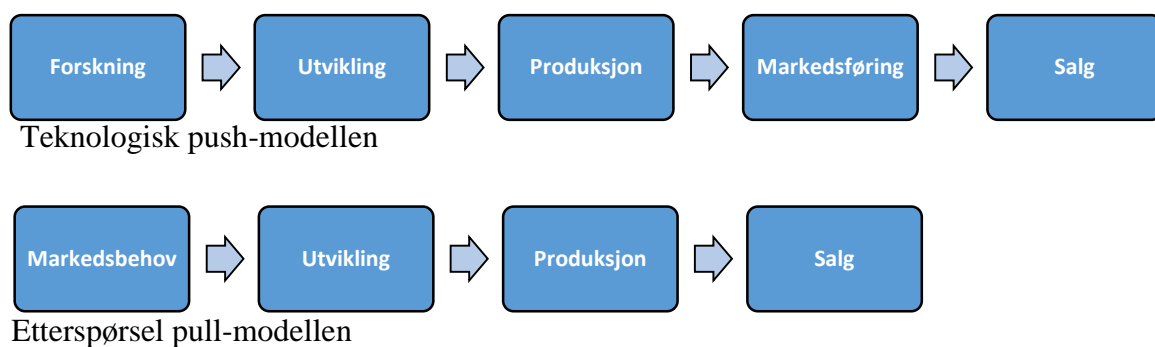 Forskning
Utvikling
Produksjon
Markedsføring
Salg
Teknologisk push-modellen
Markedsbehov
Utvikling
Produksjon
Salg
Etterspørsel pull-modellen